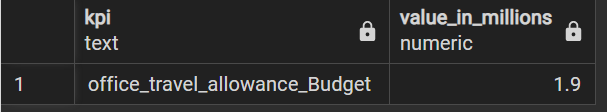 kpi value_in_millions
text numeric
1 office_travel_allowance_Budget 1.9